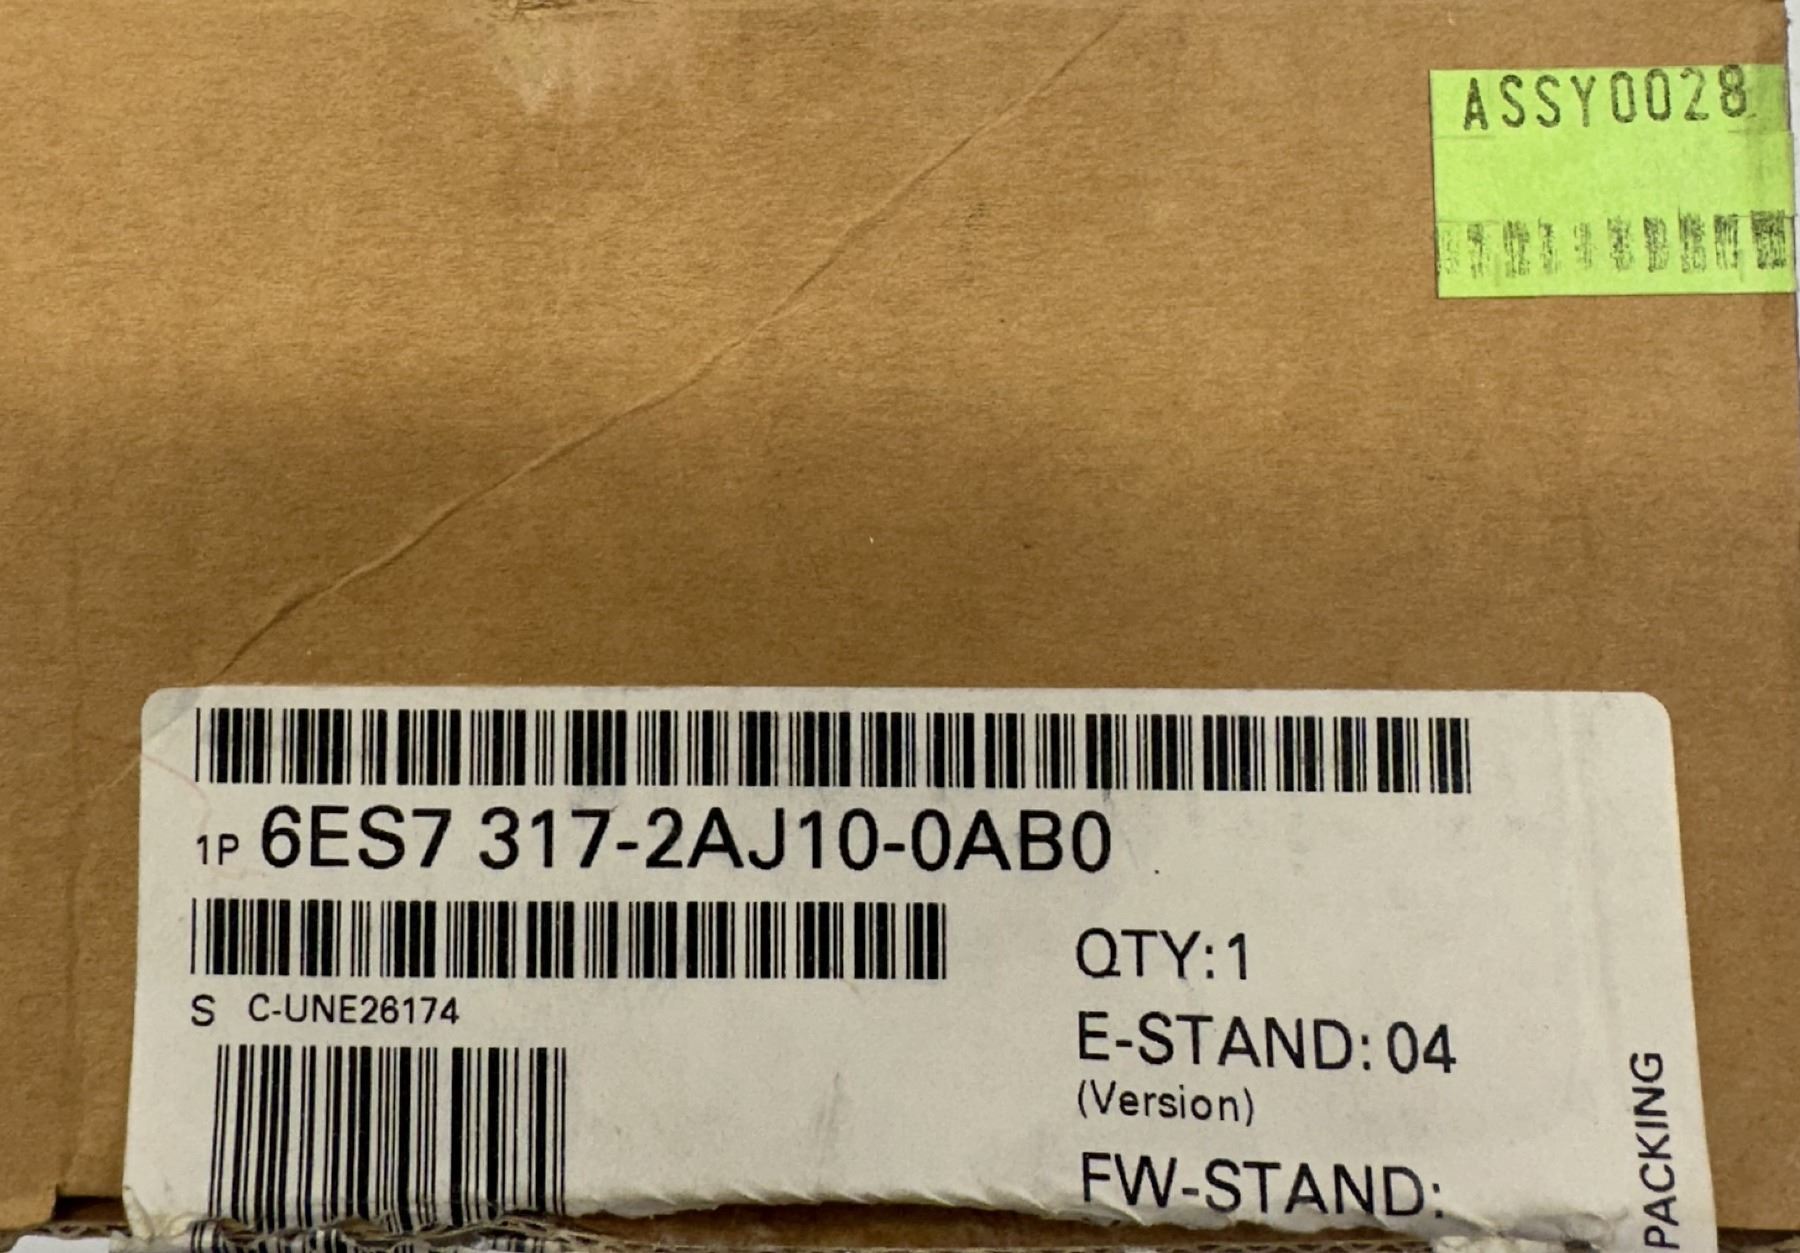 ASSY0028
1P 6ES7 317-2AJ10-0AB0
S C-UNE26174
QTY:1
E-STAND: 04
(Version)
FW-STAND:
PACKING